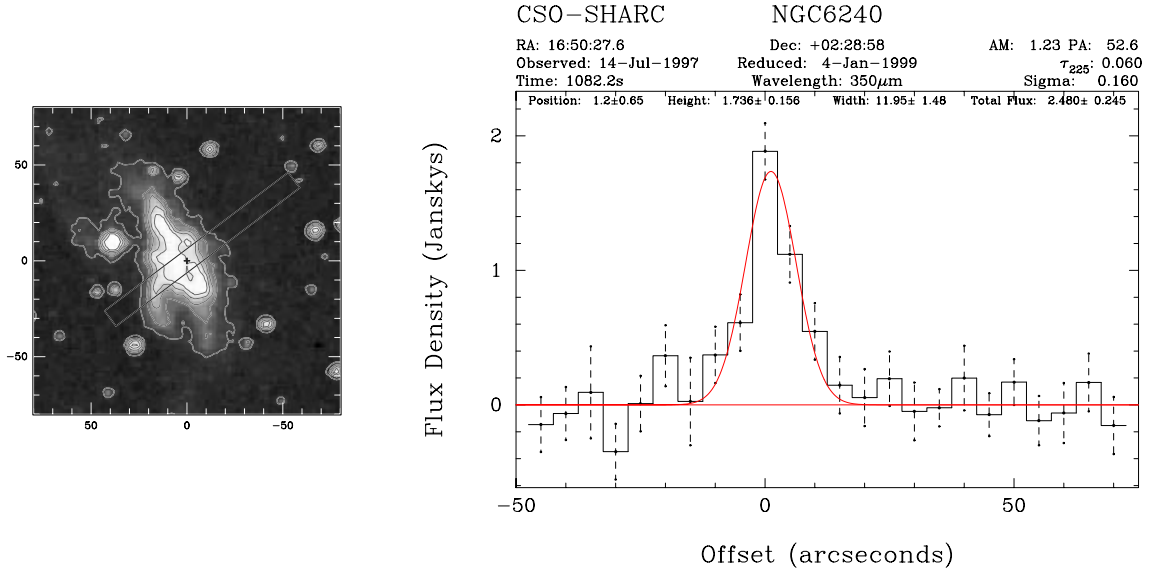 CSO-SHARC NGC6240
RA: 16:50:27.6 Dec: +02:28:58 AM: 1.23 PA: 52.6
Observed: 14-Jul-1997 Reduced: 4-Jan-1999 τ225: 0.060
Time: 1082.2s Wavelength: 350μm Sigma: 0.160
Position: 1.2±0.65 Height: 1.736± 0.156 Width: 11.95± 1.48 Total Flux: 2.480± 0.245
50
0
-50
50 0 -50
Flux Density (Janskys)
2
1
0
-50 0 50
Offset (arcseconds)